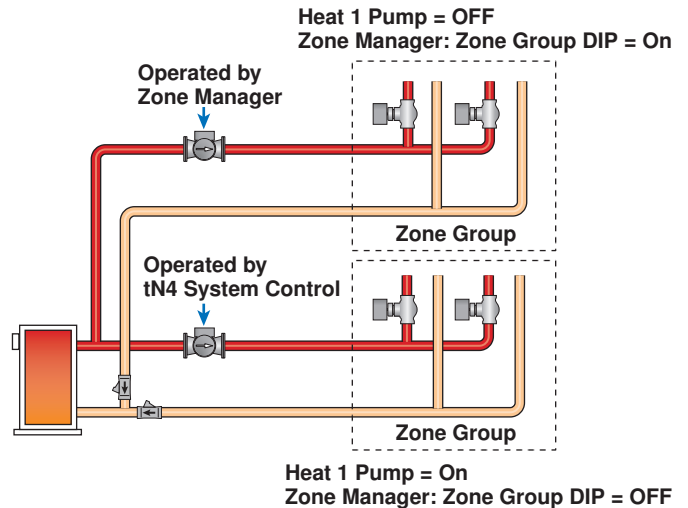 Heat 1 Pump = OFF
Zone Manager: Zone Group DIP = On
Operated by
Zone Manager
Zone Group
Operated by
tN4 System Control
Zone Group
Heat 1 Pump = On
Zone Manager: Zone Group DIP = OFF